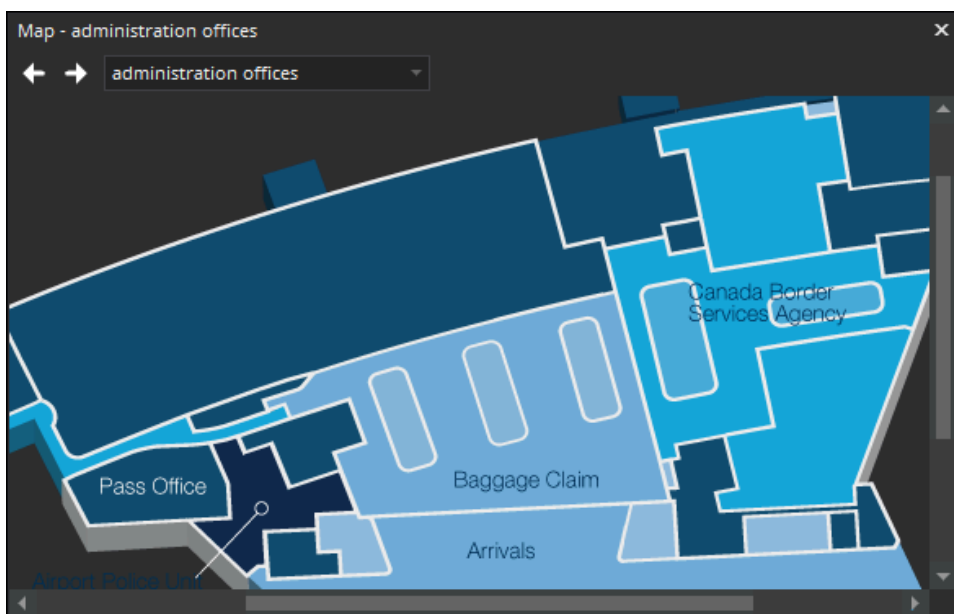 Map - administration offices
administration offices
Canada Border
Services Agency
Pass Office
Baggage Claim
Arrivals
Airport Police Unit